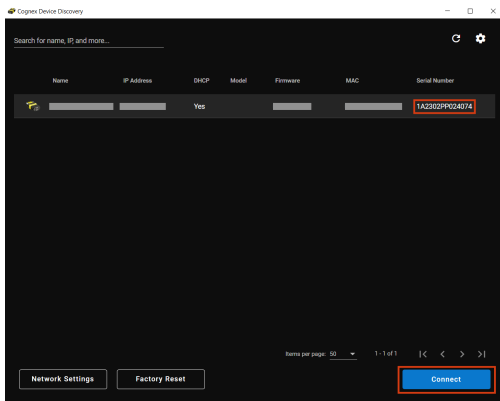 Cognex Device Discovery
Search for name, IP, and more...
Name IP Address DHCP Model Firmware MAC Serial Number
Yes 1A2302PP024074
Items per page: 50 1 - 1 of 1
Network Settings Factory Reset Connect